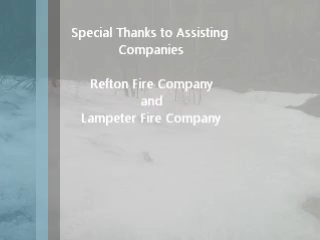 Special Thanks to Assisting
Companies
Refton Fire Company
and
Lampeter Fire Company